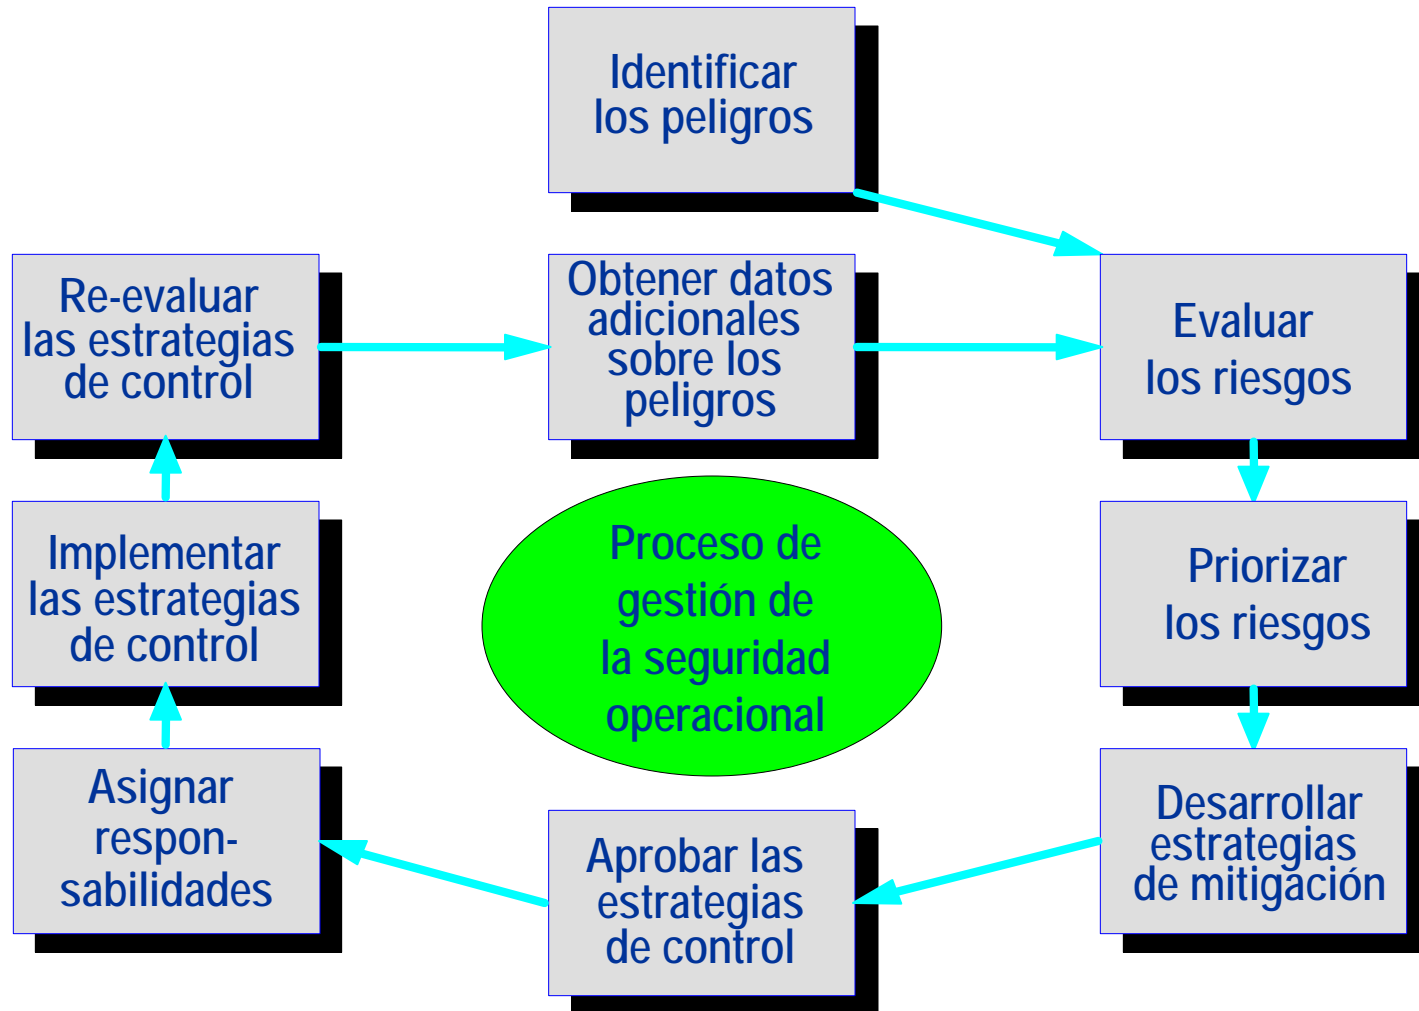 Identificar
los peligros
Re-evaluar
las estrategias
de control
Obtener datos
adicionales
sobre los
peligros
Evaluar
los riesgos
Implementar
las estrategias
de control
Proceso de
gestión de
la seguridad
operacional
Priorizar
los riesgos
Asignar
respon-
sabilidades
Aprobar las
estrategias
de control
Desarrollar
estrategias
de mitigación